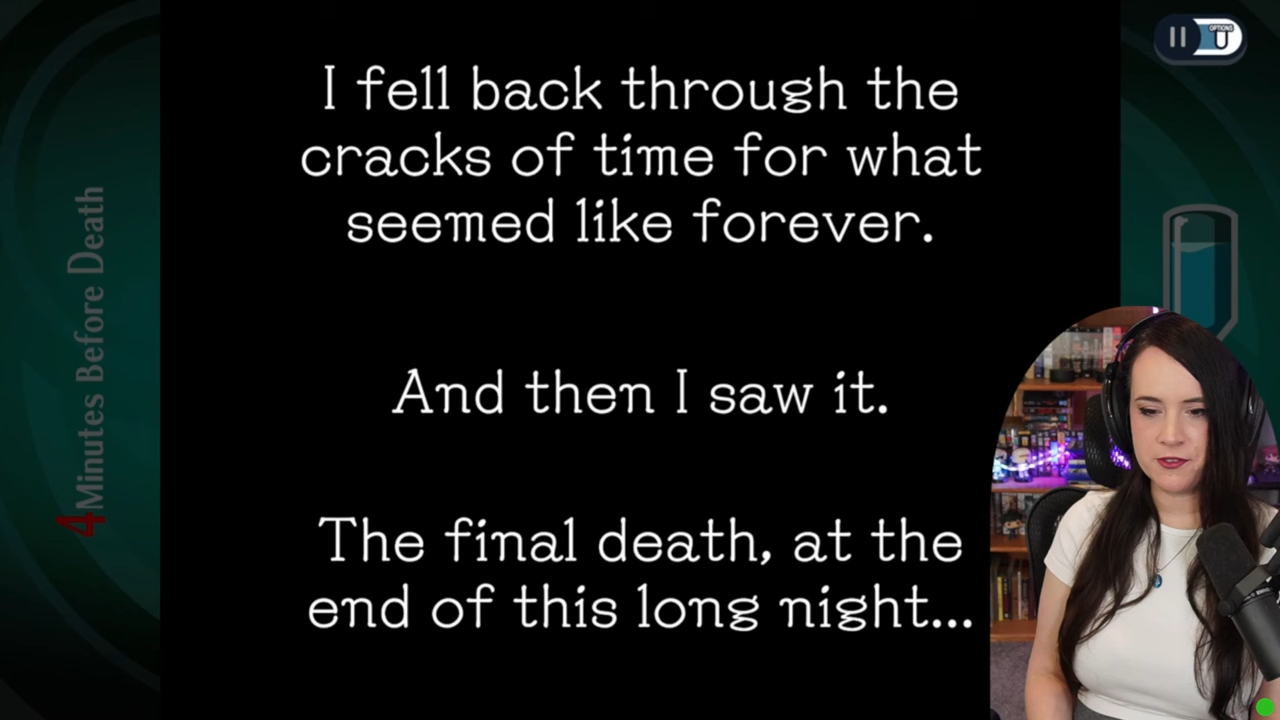 I fell back through the
cracks of time for what
seemed like forever.
And then I saw it.
The final death, at the
end of this long night...
4 Minutes Before Death
OPTIONS